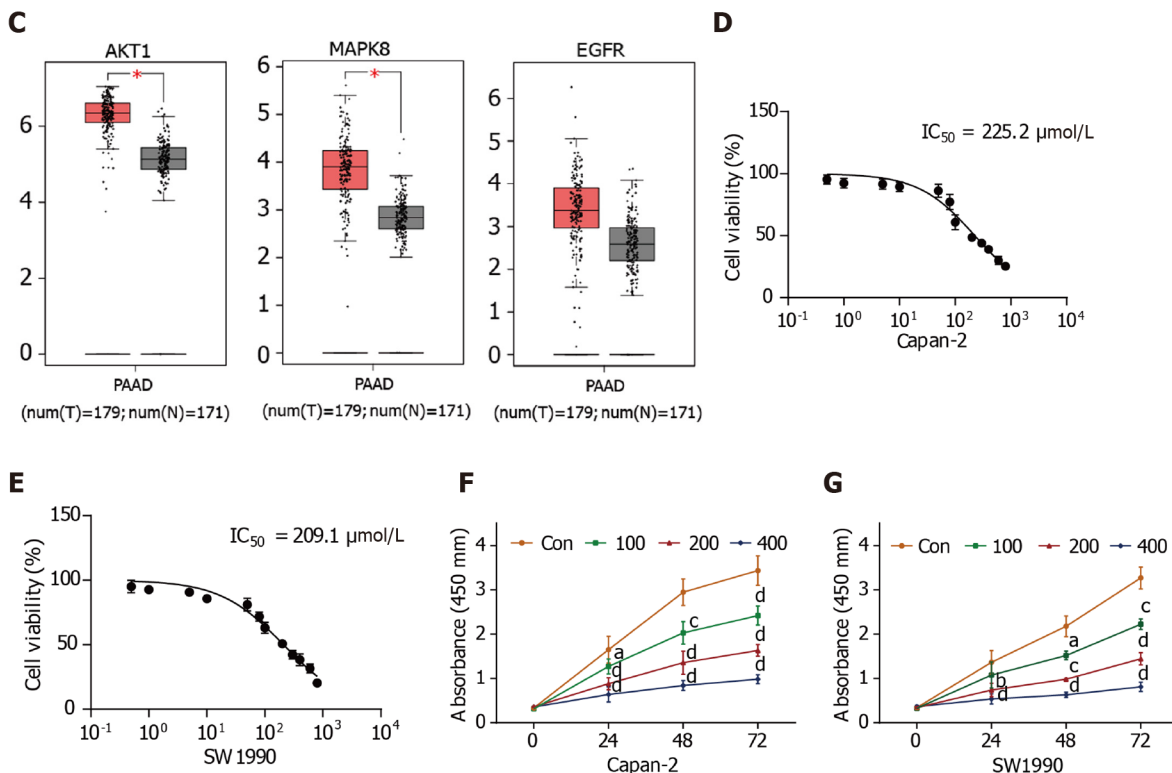 C
AKT1
*
6
4
2
0
PAAD
(num(T)=179; num(N)=171)
MAPK8
*
6
5
4
3
2
1
0
PAAD
(num(T)=179; num(N)=171)
EGFR
6
5
4
3
2
1
0
PAAD
(num(T)=179; num(N)=171)
D
Cell viability (%)
150
100
50
0
IC50 = 225.2 μmol/L
10-1 100 101 102 103 104
Capan-2
E
Cell viability (%)
150
100
50
0
IC50 = 209.1 μmol/L
10-1 100 101 102 103 104
SW1990
F
Absorbance (450 mm)
Con 100 200 400
4
3
2
1
0
a
d
d
c
d
d
d
d
d
0 24 48 72
Capan-2
G
Absorbance (450 mm)
Con 100 200 400
4
3
2
1
0
b
d
a
c
d
c
d
d
0 24 48 72
SW1990